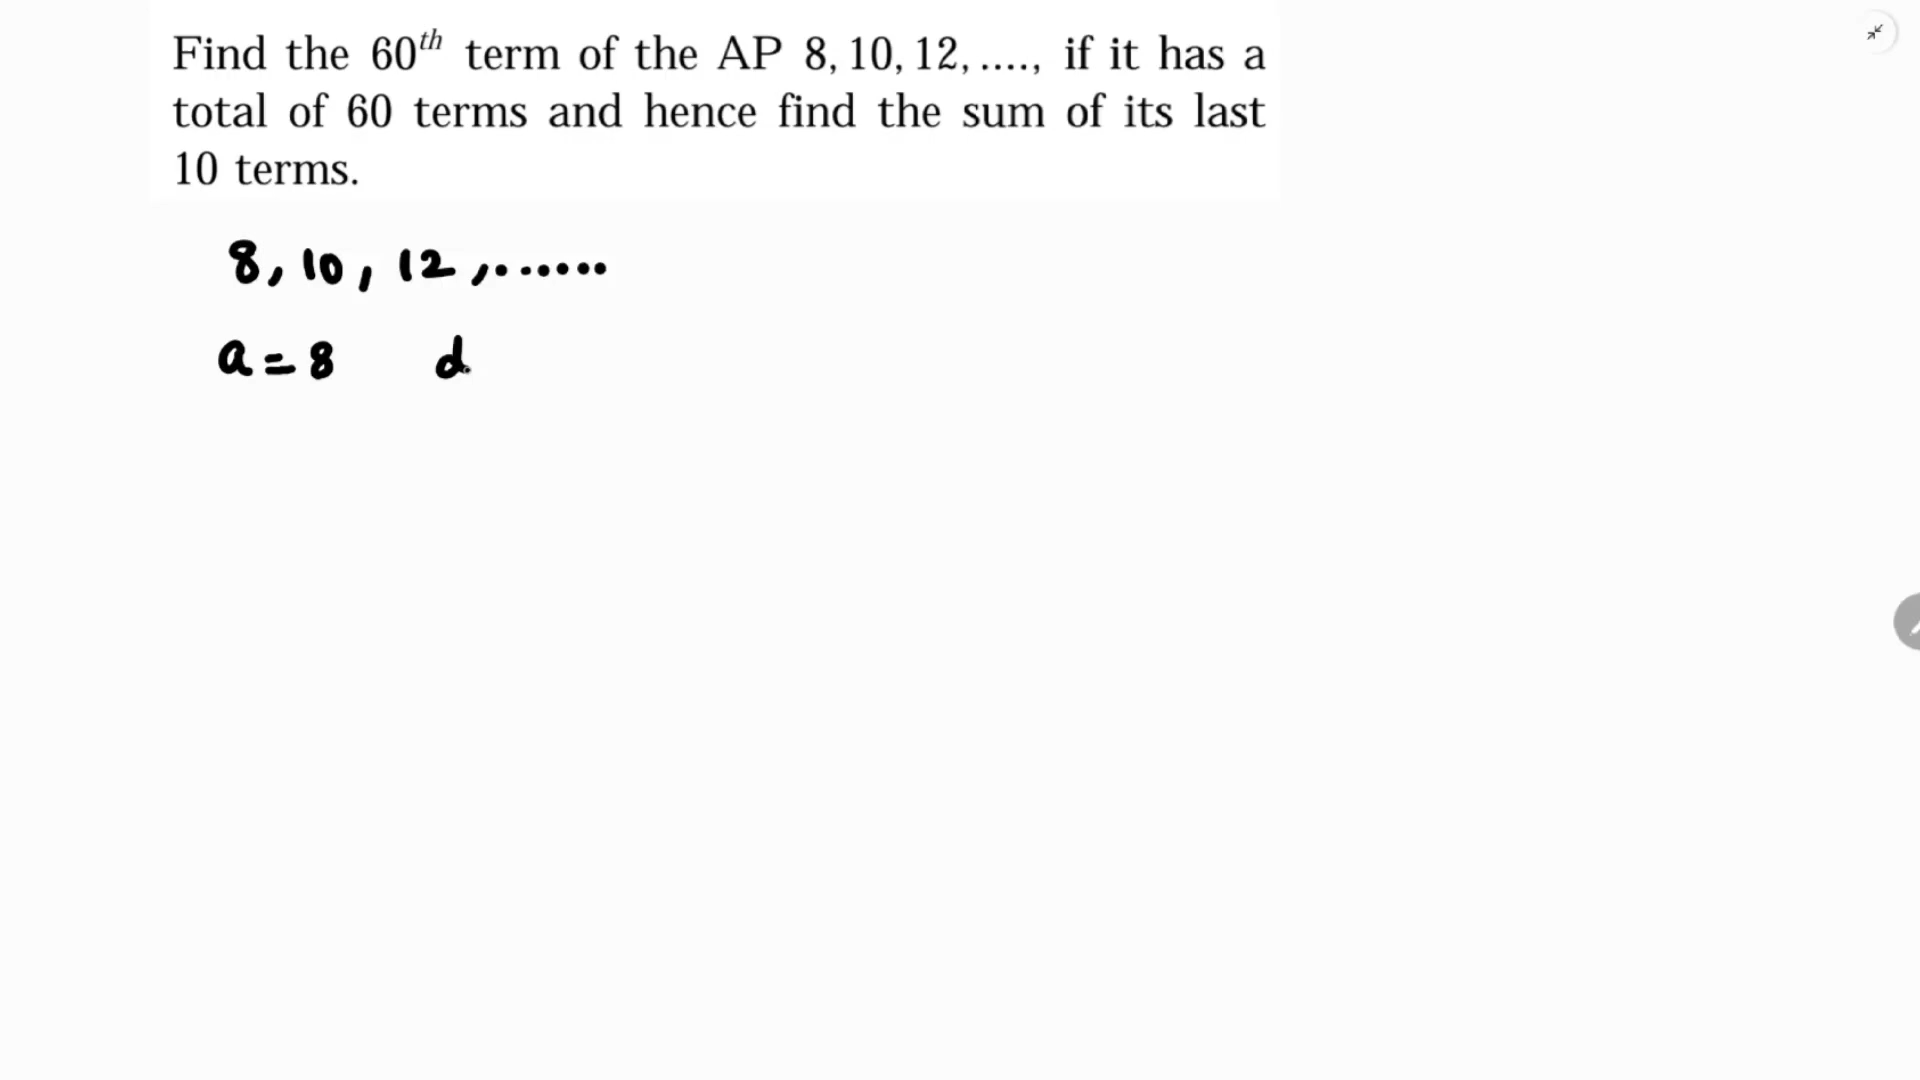 Find the 60th term of the AP 8, 10, 12, ...., if it has a
total of 60 terms and hence find the sum of its last
10 terms.
8, 10, 12, .......
a = 8 d